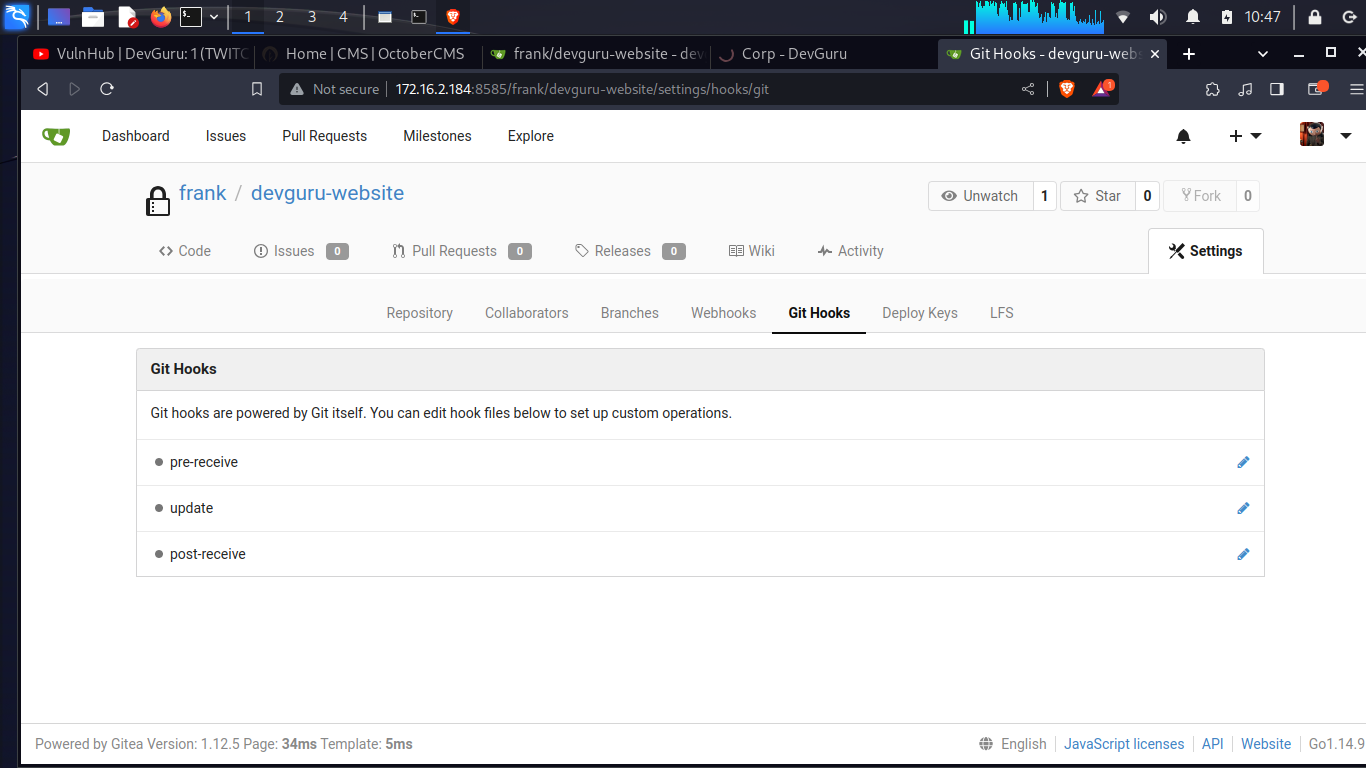 1 2 3 4 10:47
VulnHub | DevGuru: 1 (TWITC Home | CMS | OctoberCMS frank/devguru-website - dev Corp - DevGuru Git Hooks - devguru-webs
Not secure 172.16.2.184:8585/frank/devguru-website/settings/hooks/git 1
Dashboard Issues Pull Requests Milestones Explore
frank / devguru-website Unwatch 1 Star 0 Fork 0
Code Issues 0 Pull Requests 0 Releases 0 Wiki Activity Settings
Repository Collaborators Branches Webhooks Git Hooks Deploy Keys LFS
Git Hooks
Git hooks are powered by Git itself. You can edit hook files below to set up custom operations.
pre-receive
update
post-receive
Powered by Gitea Version: 1.12.5 Page: 34ms Template: 5ms English JavaScript licenses API Website Go1.14.9